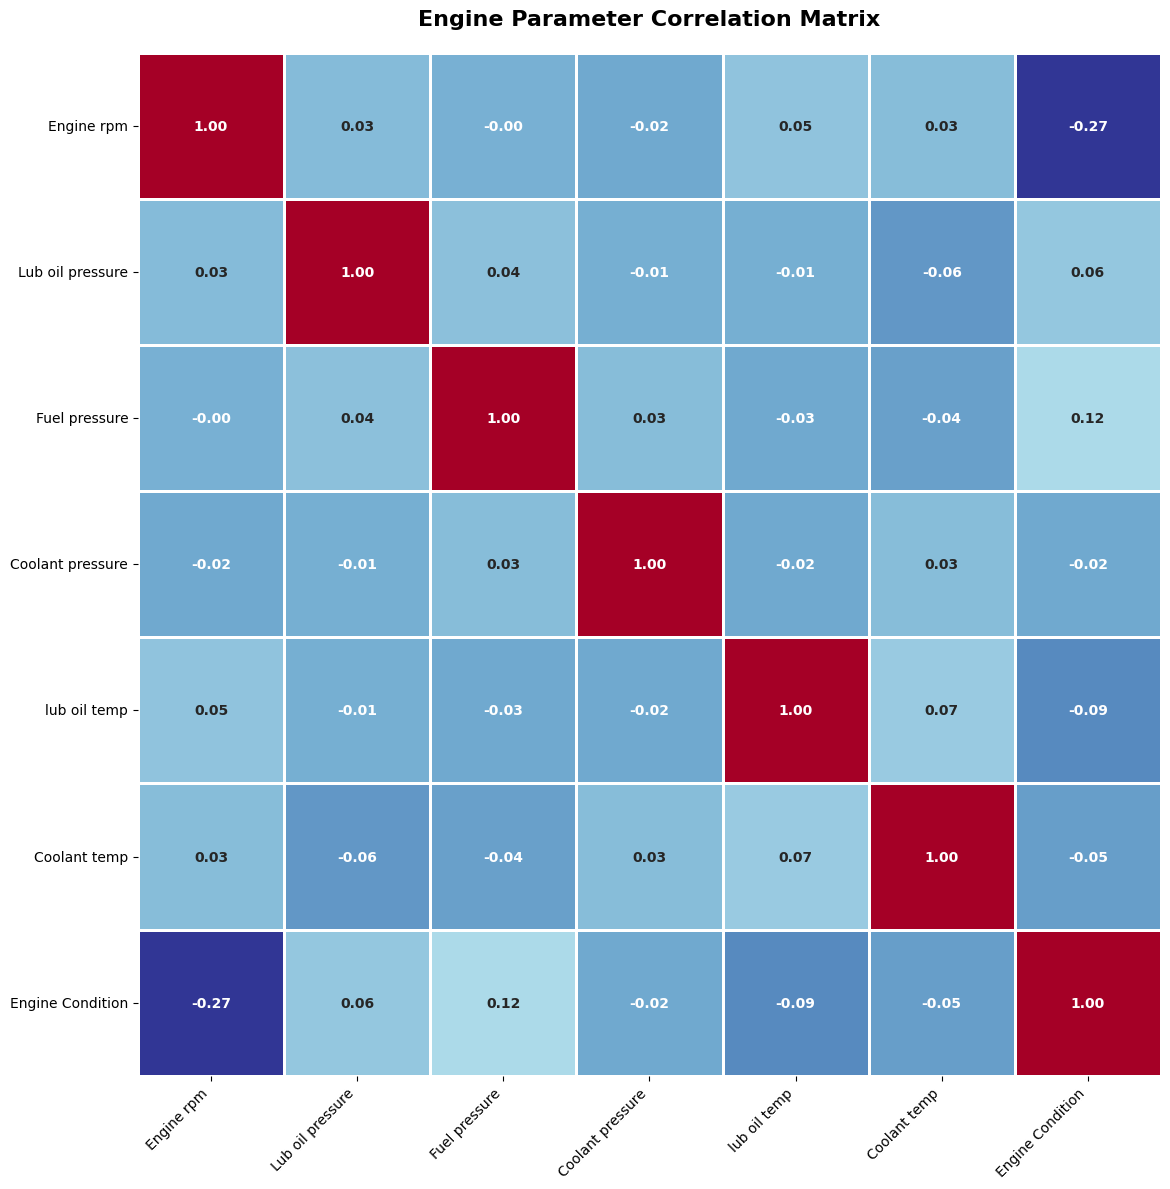 Engine Parameter Correlation Matrix
Engine rpm 1.00 0.03 -0.00 -0.02 0.05 0.03 -0.27
Lub oil pressure 0.03 1.00 0.04 -0.01 -0.01 -0.06 0.06
Fuel pressure -0.00 0.04 1.00 0.03 -0.03 -0.04 0.12
Coolant pressure -0.02 -0.01 0.03 1.00 -0.02 0.03 -0.02
lub oil temp 0.05 -0.01 -0.03 -0.02 1.00 0.07 -0.09
Coolant temp 0.03 -0.06 -0.04 0.03 0.07 1.00 -0.05
Engine Condition -0.27 0.06 0.12 -0.02 -0.09 -0.05 1.00
Engine rpm
Lub oil pressure
Fuel pressure
Coolant pressure
lub oil temp
Coolant temp
Engine Condition